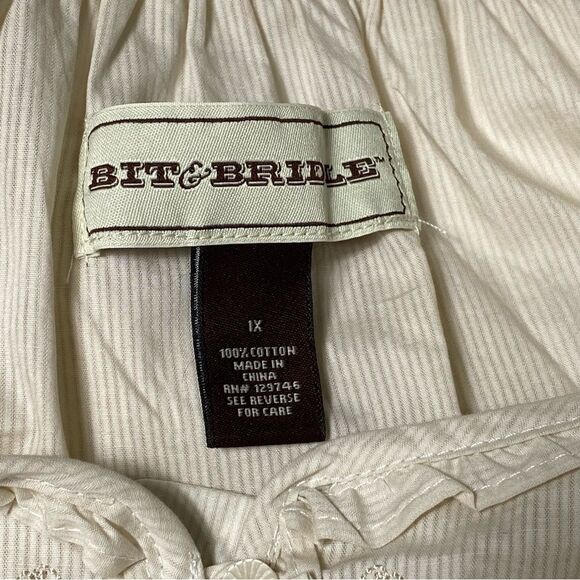 BIT&BRIDLE™
1X
100% COTTON
MADE IN
CHINA
RN# 129746
SEE REVERSE
FOR CARE